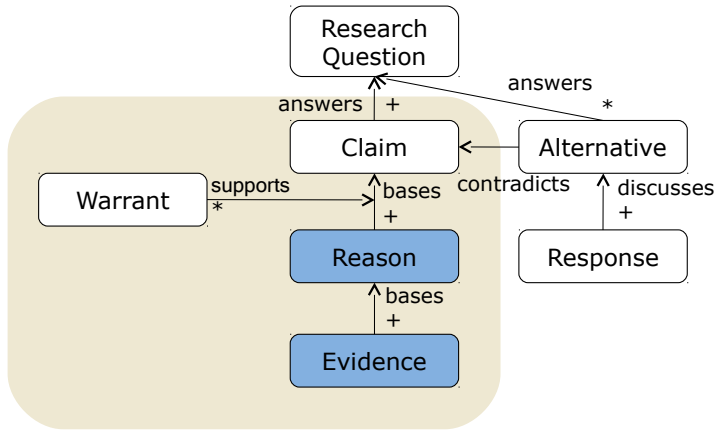 Research
Question
answers
answers +
*
Claim
Alternative
contradicts
Warrant
supports
*
bases
+
discusses
+
Reason
Response
bases
+
Evidence